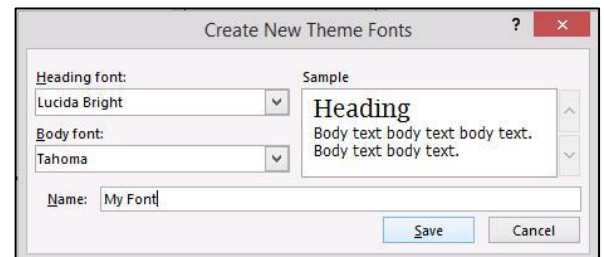 Create New Theme Fonts ? ×
Heading font:
Lucida Bright
Body font:
Tahoma
Sample
Heading
Body text body text body text.
Body text body text.
Name: My Font
Save Cancel